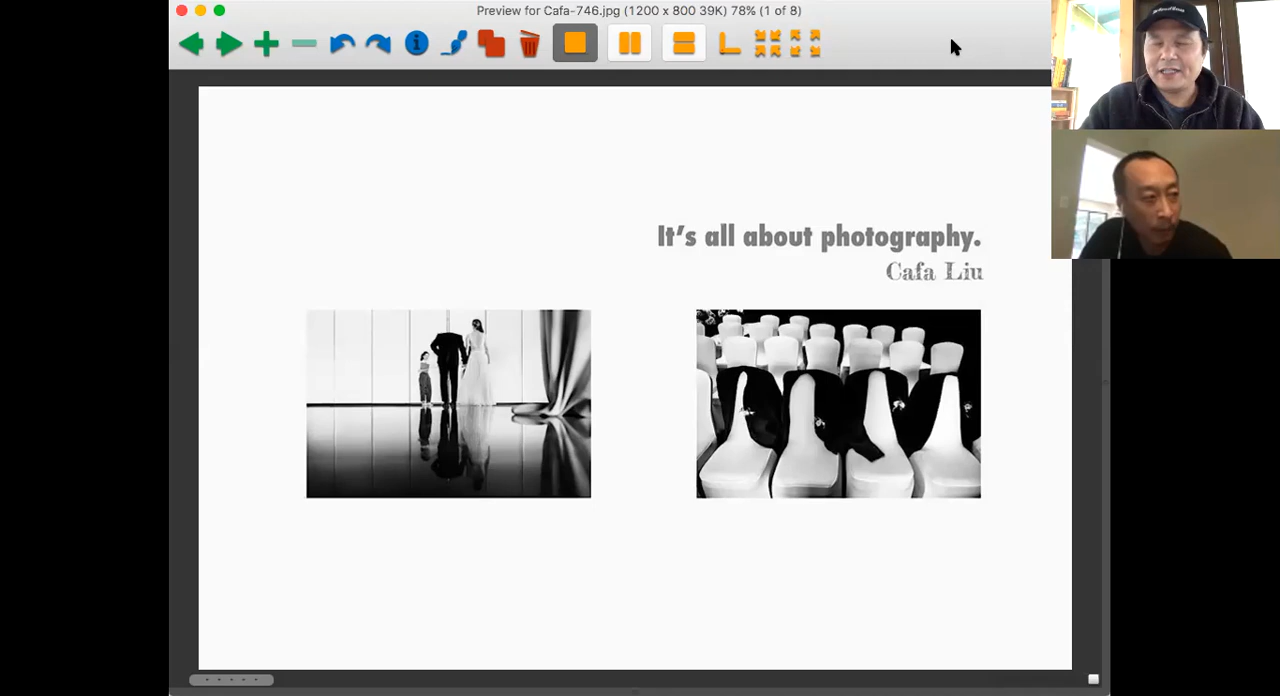 Preview for Cafa-746.jpg (1200 x 800 39K) 78% (1 of 8)
It's all about photography.
Cafa Liu